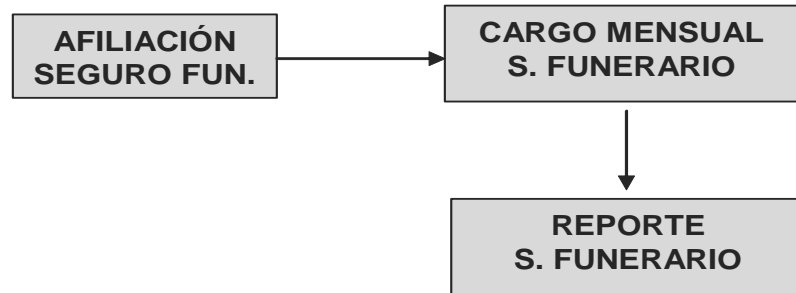 AFILIACIÓN
SEGURO FUN.
CARGO MENSUAL
S. FUNERARIO
REPORTE
S. FUNERARIO